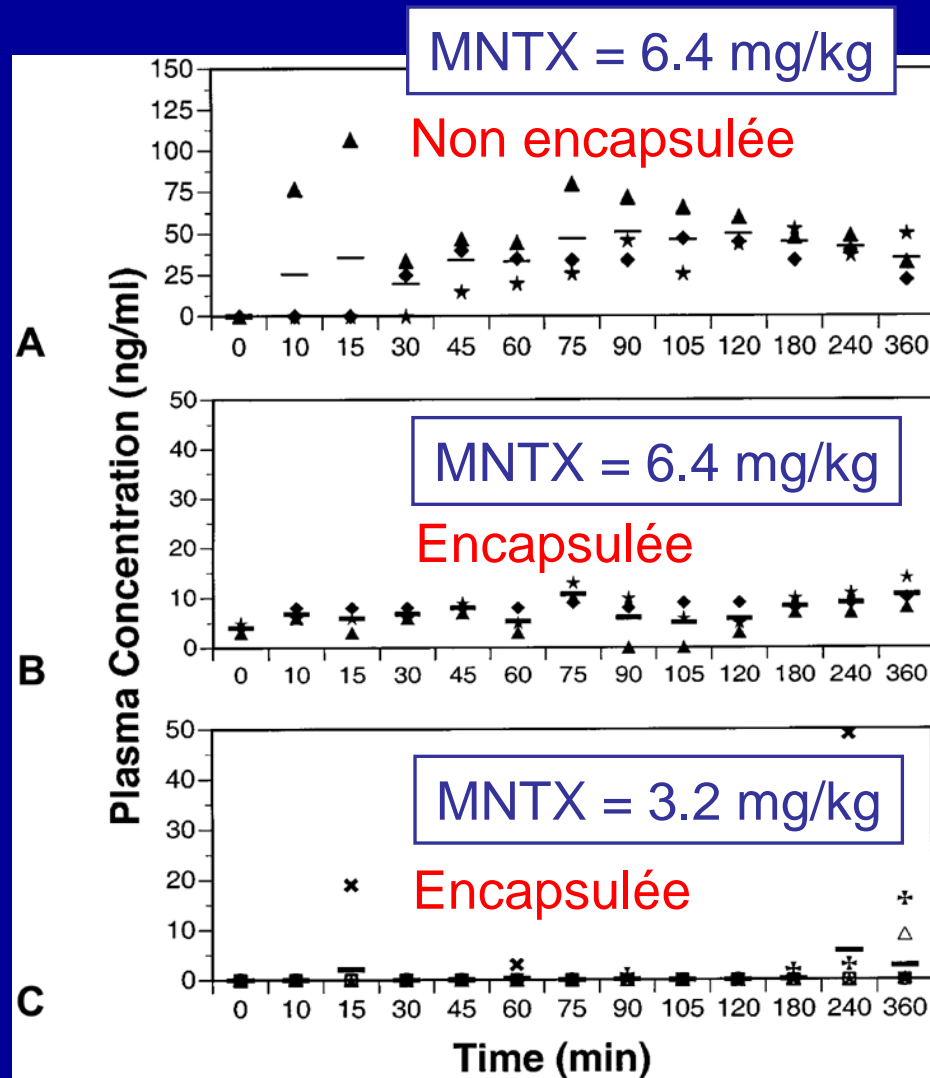 MNTX = 6.4 mg/kg
Non encapsulée
150
125
100
75
50
25
0
0 10 15 30 45 60 75 90 105 120 180 240 360
A
Plasma Concentration (ng/ml)
MNTX = 6.4 mg/kg
Encapsulée
50
40
30
20
10
0
0 10 15 30 45 60 75 90 105 120 180 240 360
B
MNTX = 3.2 mg/kg
Encapsulée
50
40
30
20
10
0
0 10 15 30 45 60 75 90 105 120 180 240 360
C
Time (min)